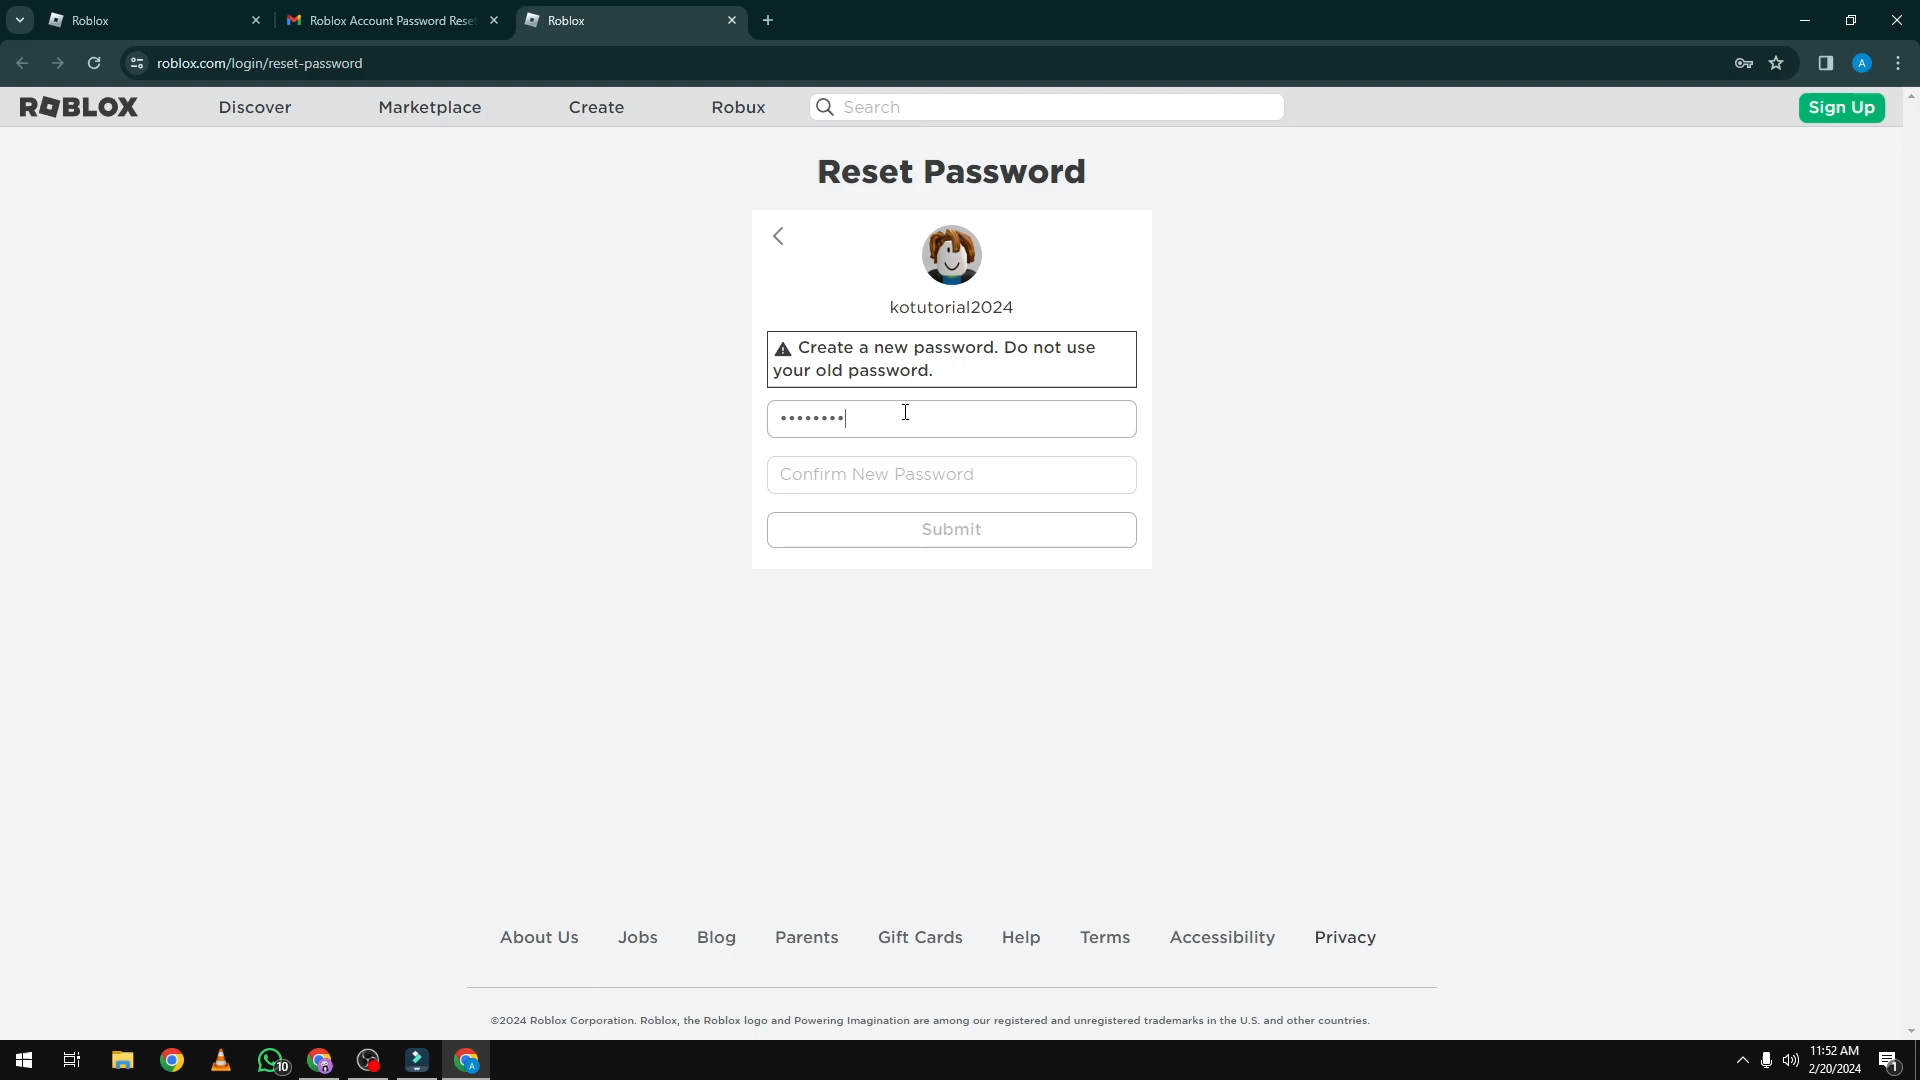 Roblox
Roblox Account Password Rese
Roblox
roblox.com/login/reset-password
A
ROBLOX
Discover
Marketplace
Create
Robux
Search
Sign Up
Reset Password
kotutorial2024
Create a new password. Do not use
your old password.
••••••••
Confirm New Password
Submit
About Us
Jobs
Blog
Parents
Gift Cards
Help
Terms
Accessibility
Privacy
©2024 Roblox Corporation. Roblox, the Roblox logo and Powering Imagination are among our registered and unregistered trademarks in the U.S. and other countries.
10
A
11:52 AM
2/20/2024
1